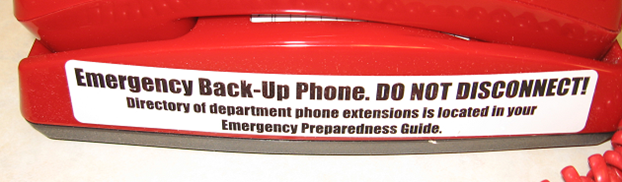 Emergency Back-Up Phone. DO NOT DISCONNECT!
Directory of department phone extensions is located in your
Emergency Preparedness Guide.